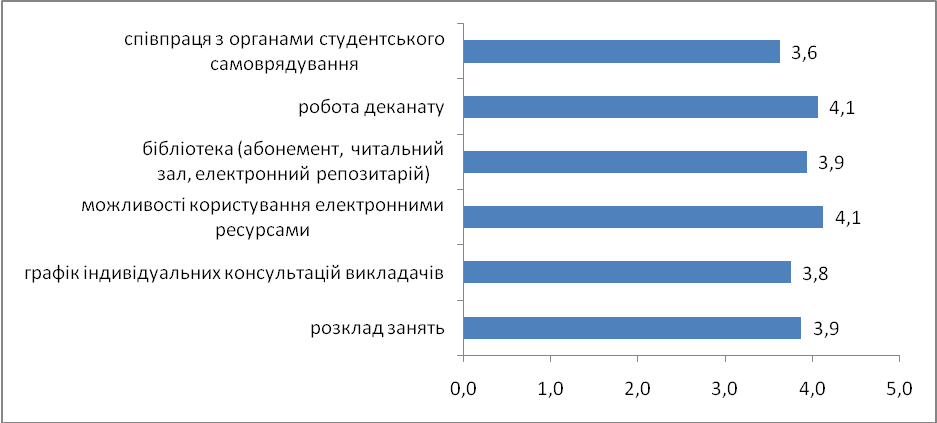 співпраця з органами студентського
самоврядування
3,6
робота деканату
4,1
бібліотека (абонемент, читальний
зал, електронний репозитарій)
3,9
можливості користування електронними
ресурсами
4,1
графік індивідуальних консультацій викладачів
3,8
розклад занять
3,9
0,0 1,0 2,0 3,0 4,0 5,0